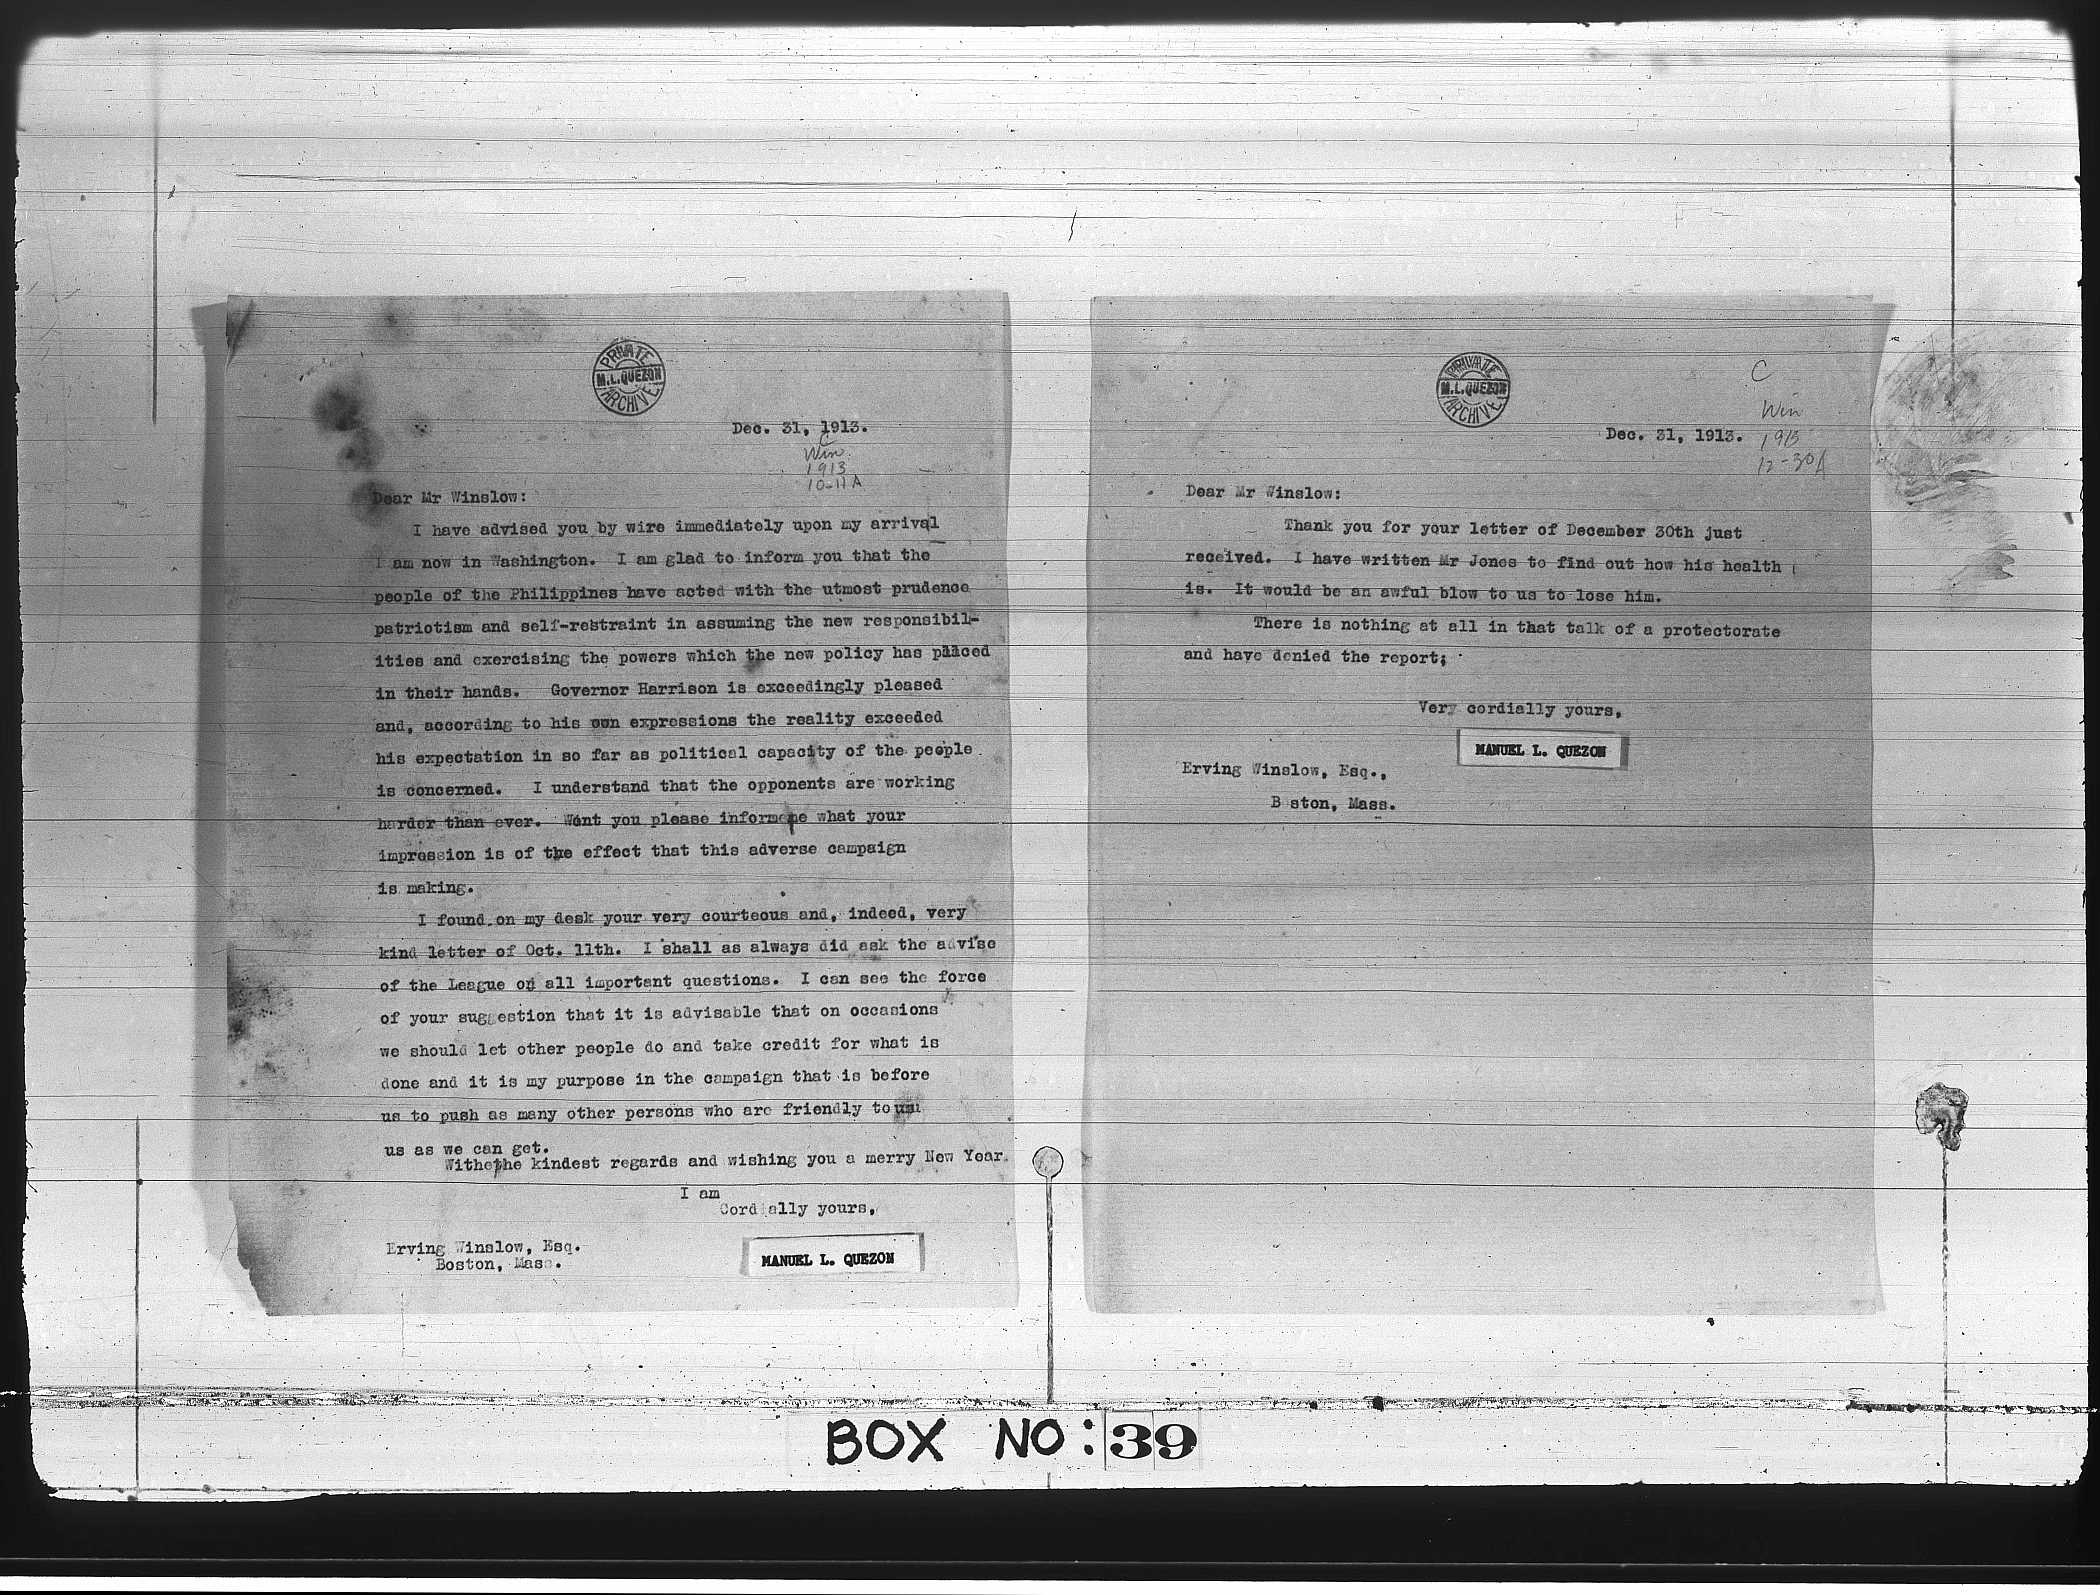 PRIVATE
M.L.QUEZON
ARCHIVE
Dec. 31, 1913.
C
Win.
1913
10-11 A
Dear Mr Winslow:
I have advised you by wire immediately upon my arrival
I am now in Washington. I am glad to inform you that the
people of the Philippines have acted with the utmost prudence
patriotism and self-restraint in assuming the new responsibil-
ities and exercising the powers which the new policy has placed
in their hands. Governor Harrison is exceedingly pleased
and, according to his own expressions the reality exceeded
his expectation in so far as political capacity of the people
is concerned. I understand that the opponents are working
harder than ever. Wont you please inform me what your
impression is of the effect that this adverse campaign
is making.
I found on my desk your very courteous and, indeed, very
kind letter of Oct. 11th. I shall as always did ask the advise
of the League on all important questions. I can see the force
of your suggestion that it is advisable that on occasions
we should let other people do and take credit for what is
done and it is my purpose in the campaign that is before
us to push as many other persons who are friendly to
us as we can get.
Withethe kindest regards and wishing you a merry New Year.
I am
Cordially yours,
Erving Winslow, Esq.
Boston, Mass.
MANUEL L. QUEZON
PRIVATE
M.L.QUEZON
ARCHIVE
C
Win
Dec. 31, 1913.
1913
12-30 A
Dear Mr Winslow:
Thank you for your letter of December 30th just
received. I have written Mr Jones to find out how his health
is. It would be an awful blow to us to lose him.
There is nothing at all in that talk of a protectorate
and have denied the report;
Very cordially yours,
MANUEL L. QUEZON
Erving Winslow, Esq.,
B ston, Mass.
BOX NO: 39